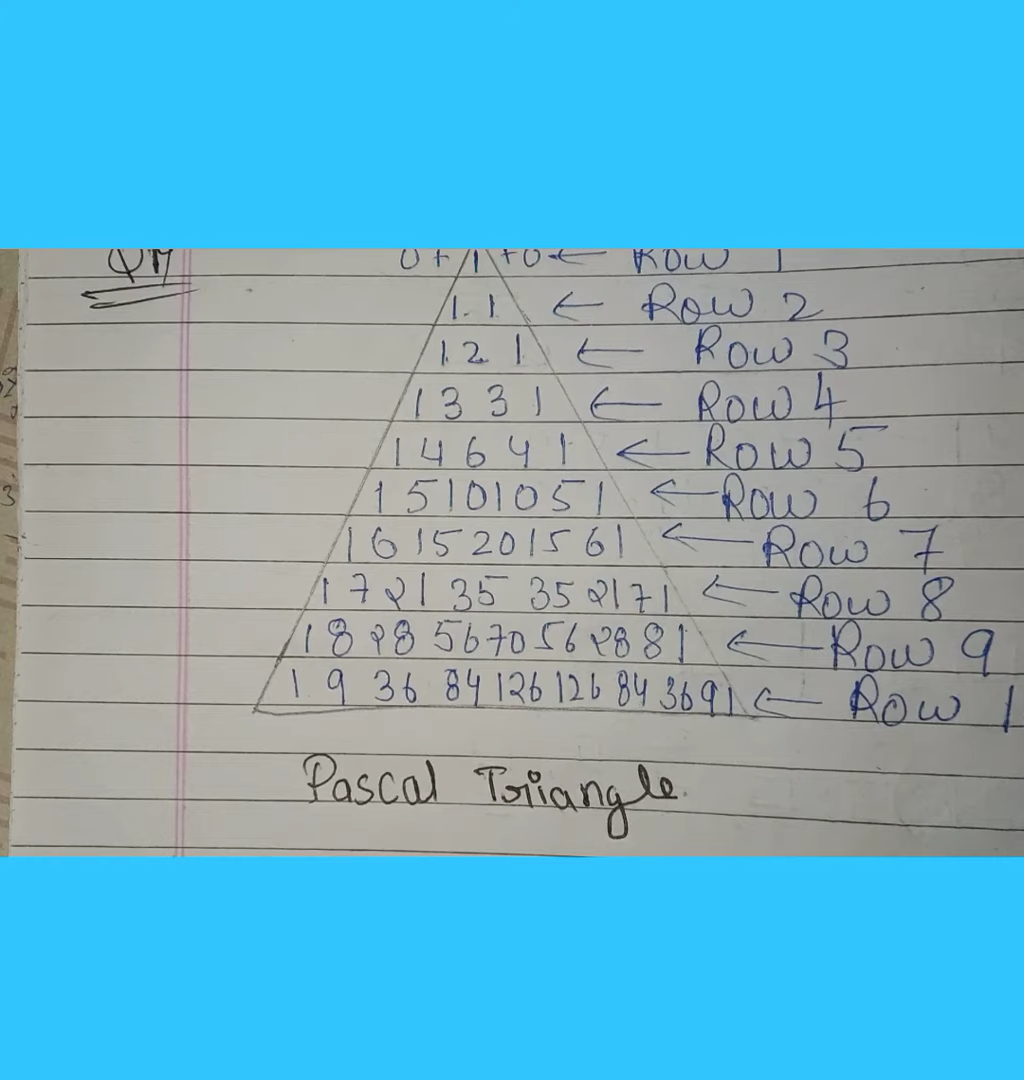 QM
0+1+0 ← Row 1
1.1 ← Row 2
1 2 1 ← Row 3
1 3 3 1 ← Row 4
1 4 6 4 1 ← Row 5
1 5 10 10 5 1 ← Row 6
1 6 15 20 15 6 1 ← Row 7
1 7 21 35 35 21 7 1 ← Row 8
1 8 28 56 70 56 28 8 1 ← Row 9
1 9 36 84 126 126 84 36 9 1 ← Row 1
Pascal Triangle.
3